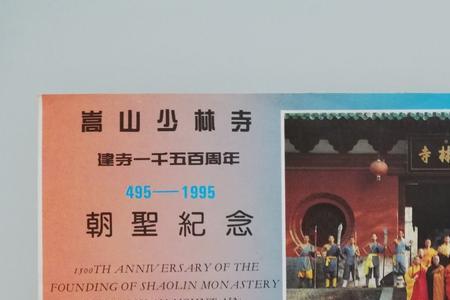 嵩山少林寺
建寺一千五百周年
495—1995
朝聖紀念
1500TH ANNIVERSARY OF THE
FOUNDING OF SHAOLIN MONASTERY
林寺